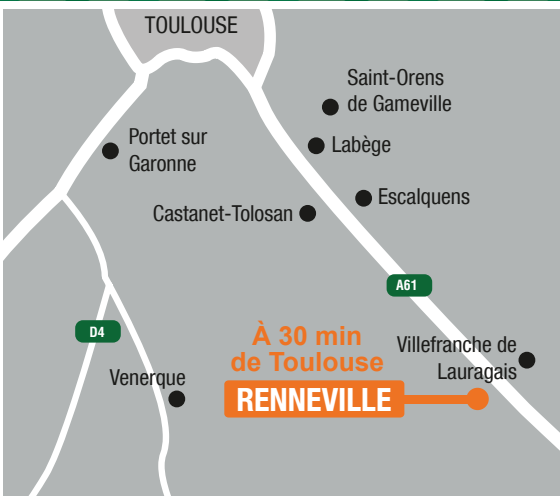 TOULOUSE
Saint-Orens
de Gameville
Portet sur
Garonne
Labège
Escalquens
Castanet-Tolosan
A61
D4
À 30 min
de Toulouse
Villefranche de
Lauragais
Venerque
RENNEVILLE